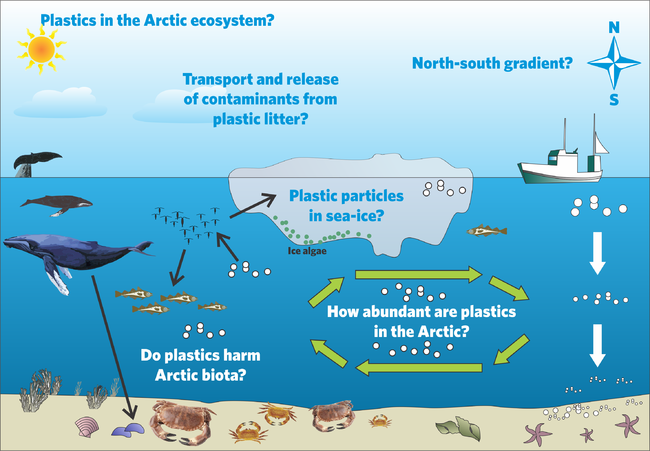 Plastics in the Arctic ecosystem?
N
North-south gradient?
S
Transport and release
of contaminants from
plastic litter?
Plastic particles
in sea-ice?
Ice algae
How abundant are plastics
in the Arctic?
Do plastics harm
Arctic biota?